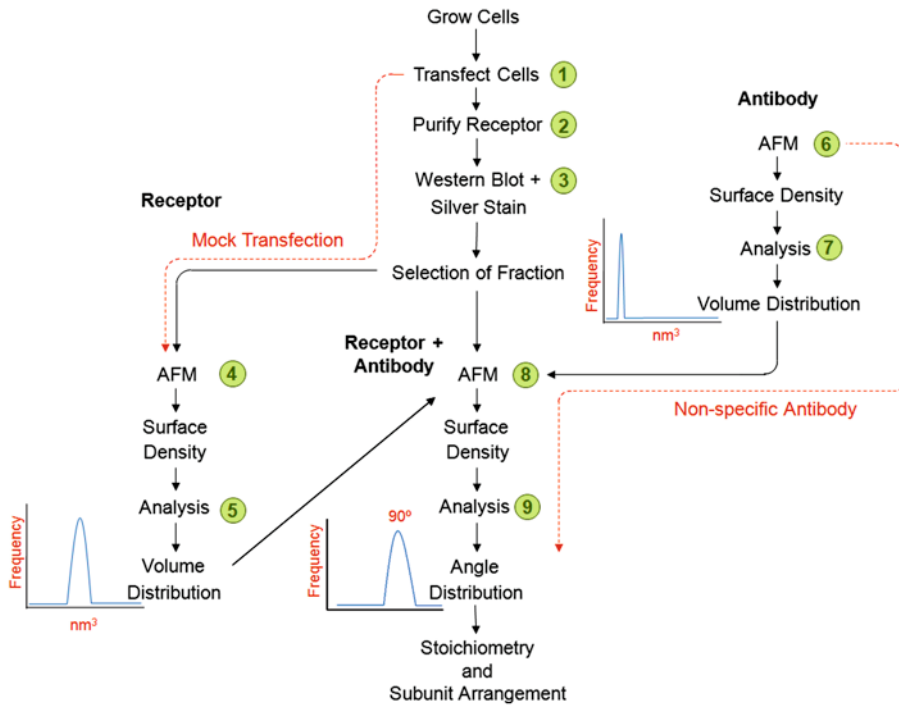 Grow Cells
Transfect Cells 1
Purify Receptor 2
Western Blot + 3
Silver Stain
Selection of Fraction
Receptor
Mock Transfection
AFM 4
Surface
Density
Analysis 5
Volume
Distribution
Frequency
nm³
Antibody
AFM 6
Surface Density
Analysis 7
Volume Distribution
Frequency
nm³
Non-specific Antibody
Receptor +
Antibody
AFM 8
Surface
Density
Analysis 9
Angle
Distribution
Frequency
90º
Stoichiometry
and
Subunit Arrangement